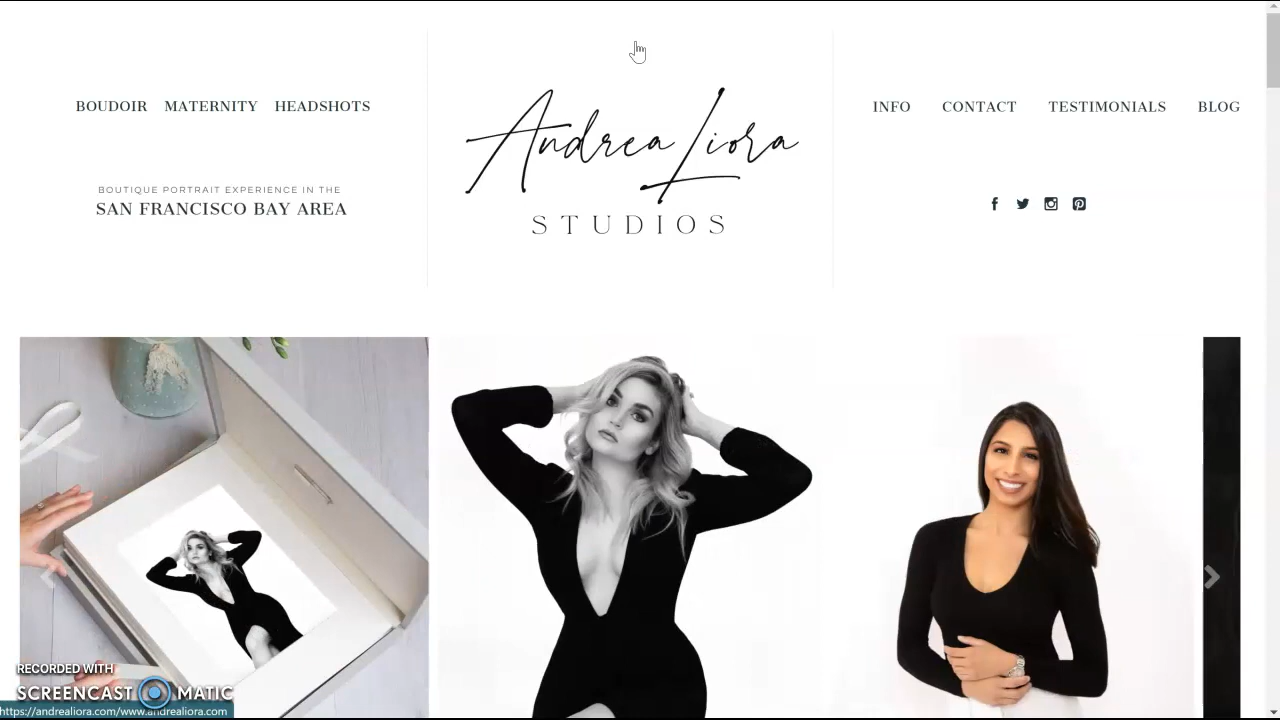 BOUDOIR MATERNITY HEADSHOTS
BOUTIQUE PORTRAIT EXPERIENCE IN THE
SAN FRANCISCO BAY AREA
Andrea Liora
STUDIOS
INFO CONTACT TESTIMONIALS BLOG
RECORDED WITH
SCREENCAST MATIC
https://andrealiora.com/www.andrealiora.com